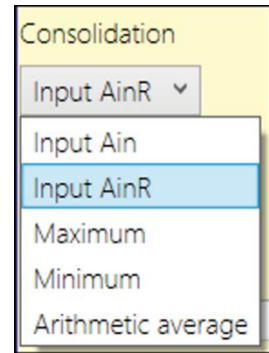 Consolidation
Input AinR
Input Ain
Input AinR
Maximum
Minimum
Arithmetic average